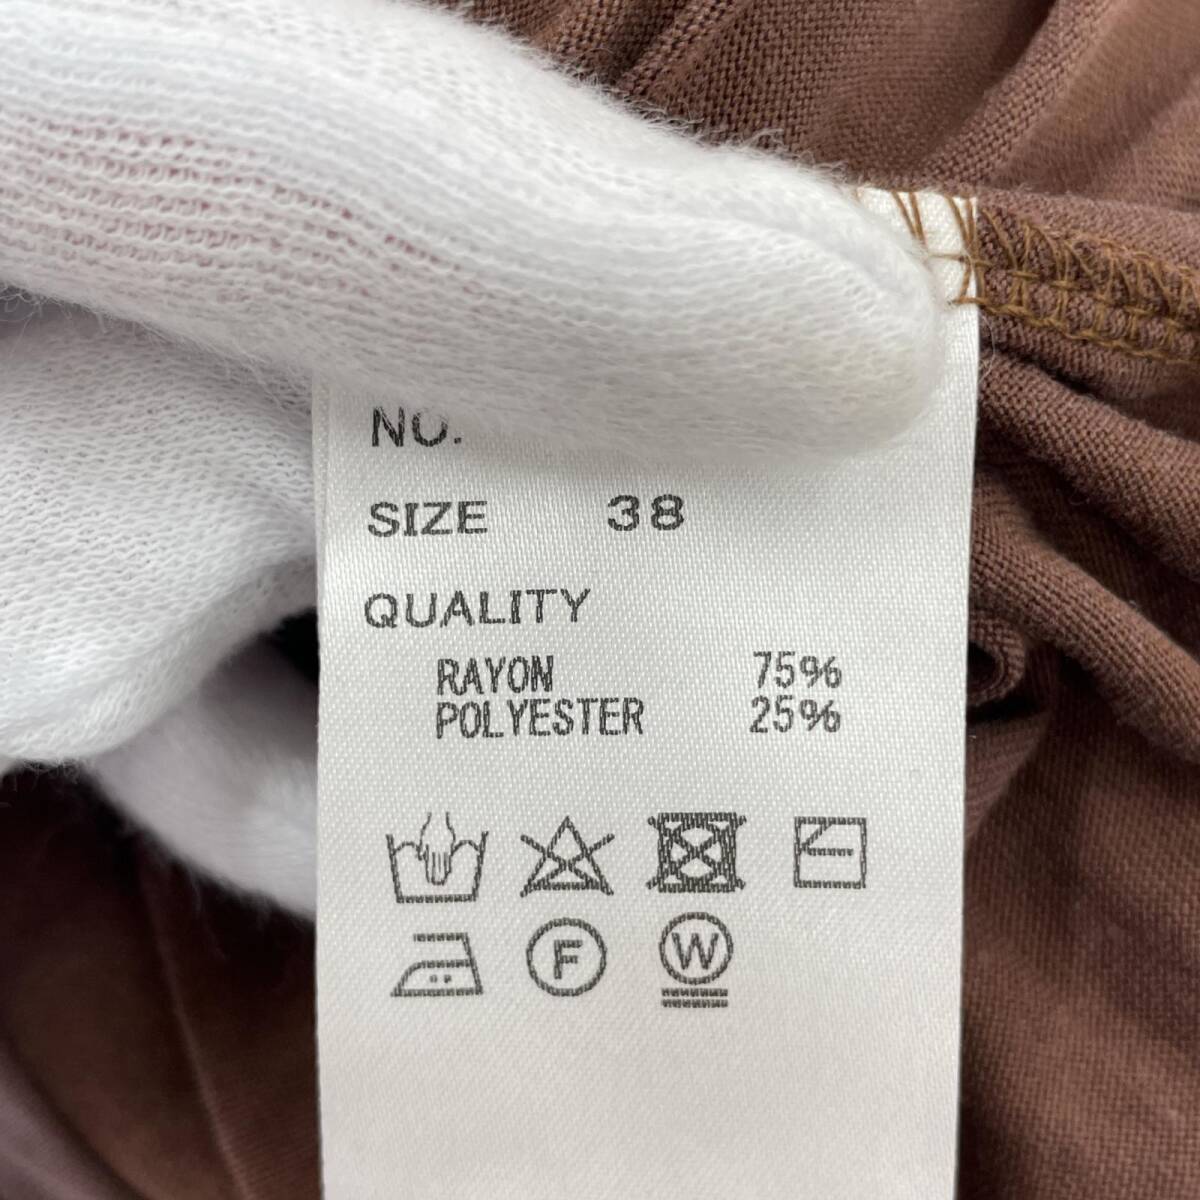 NO.
SIZE 38
QUALITY
RAYON 75%
POLYESTER 25%
F W